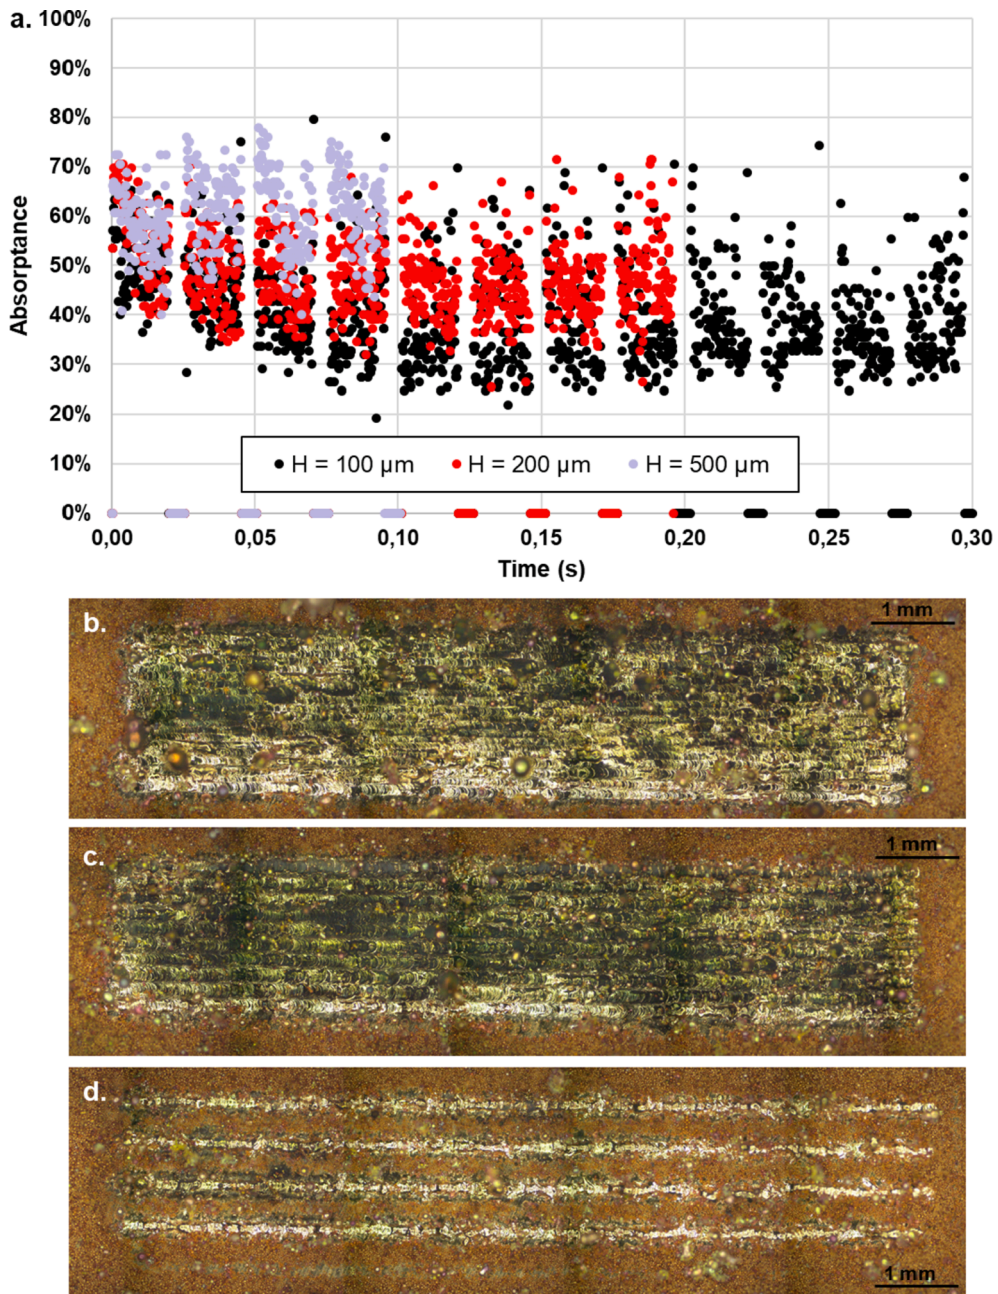 a.
100%
90%
80%
70%
60%
50%
40%
30%
20%
10%
0%
Absorptance
H = 100 µm H = 200 µm H = 500 µm
0,00 0,05 0,10 0,15 0,20 0,25 0,30
Time (s)
b.
1 mm
c.
1 mm
d.
1 mm